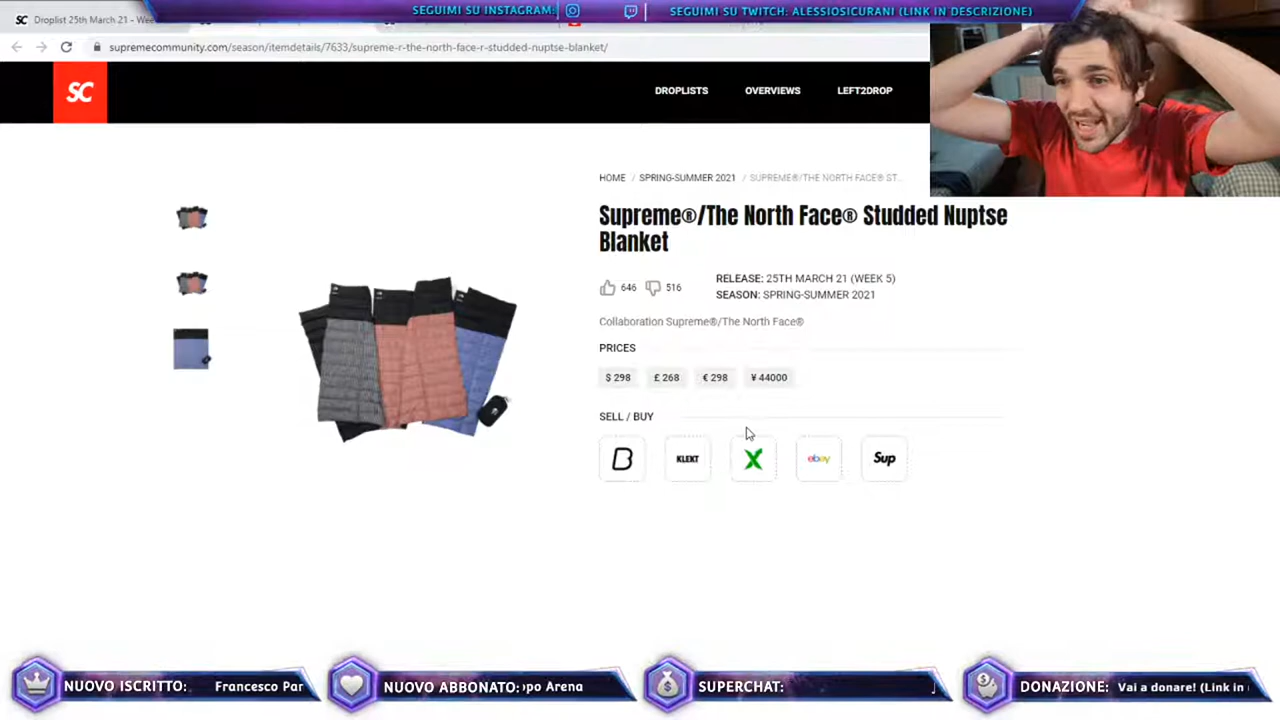 SEGUIMI SU INSTAGRAM:
SEGUIMI SU TWITCH: ALESSIOSICURANI (LINK IN DESCRIZIONE)
SC Droplist 25th March 21 - Wee
supremecommunity.com/season/itemdetails/7633/supreme-r-the-north-face-r-studded-nuptse-blanket/
SC
DROPLISTS OVERVIEWS LEFT2DROP
HOME / SPRING-SUMMER 2021 / SUPREME®/THE NORTH FACE® ST...
Supreme®/The North Face® Studded Nuptse
Blanket
646 516
RELEASE: 25TH MARCH 21 (WEEK 5)
SEASON: SPRING-SUMMER 2021
Collaboration Supreme®/The North Face®
PRICES
$ 298 £ 268 € 298 ¥ 44000
SELL / BUY
B KLEKT X ebay Sup
NUOVO ISCRITTO: Francesco Par
NUOVO ABBONATO: po Arena
SUPERCHAT:
DONAZIONE: Vai a donare! (Link in